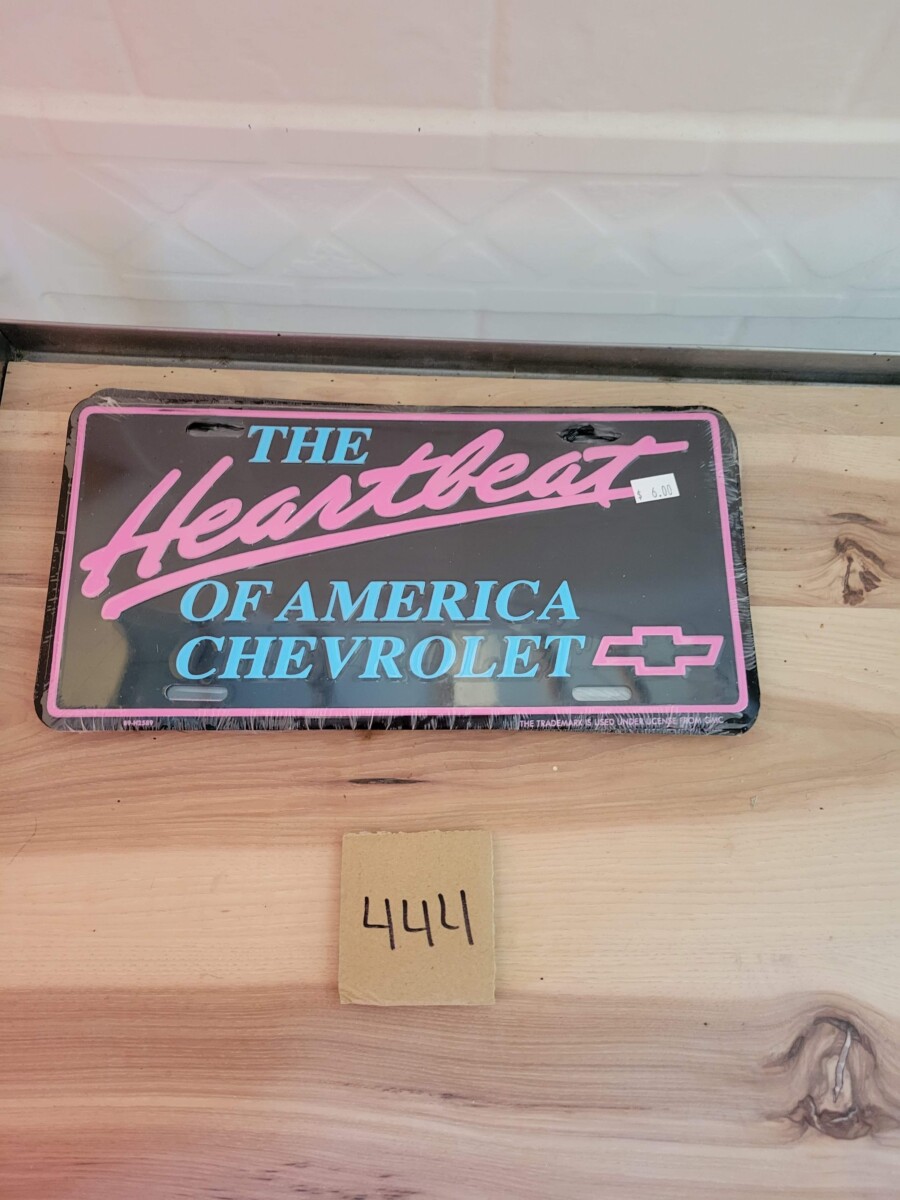 THE
Heartbeat
$ 6.00
OF AMERICA
CHEVROLET
THE TRADEMARK IS USED UNDER LICENSE FROM GMC
444